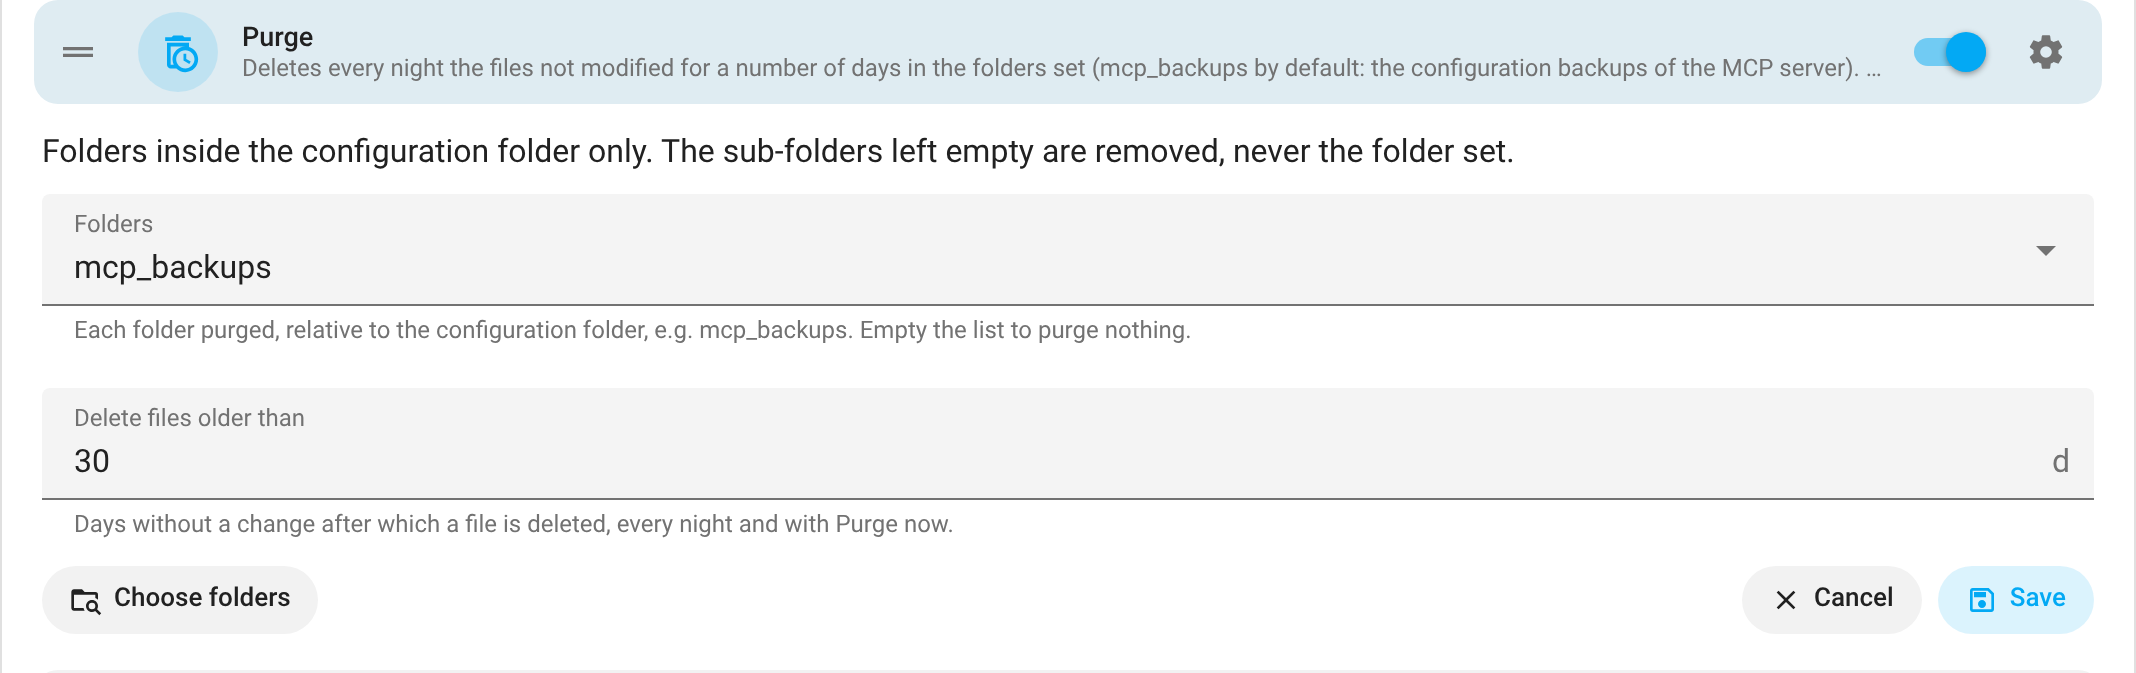 Purge
Deletes every night the files not modified for a number of days in the folders set (mcp_backups by default: the configuration backups of the MCP server). ...
Folders inside the configuration folder only. The sub-folders left empty are removed, never the folder set.
Folders
mcp_backups
Each folder purged, relative to the configuration folder, e.g. mcp_backups. Empty the list to purge nothing.
Delete files older than
30 d
Days without a change after which a file is deleted, every night and with Purge now.
Choose folders Cancel Save